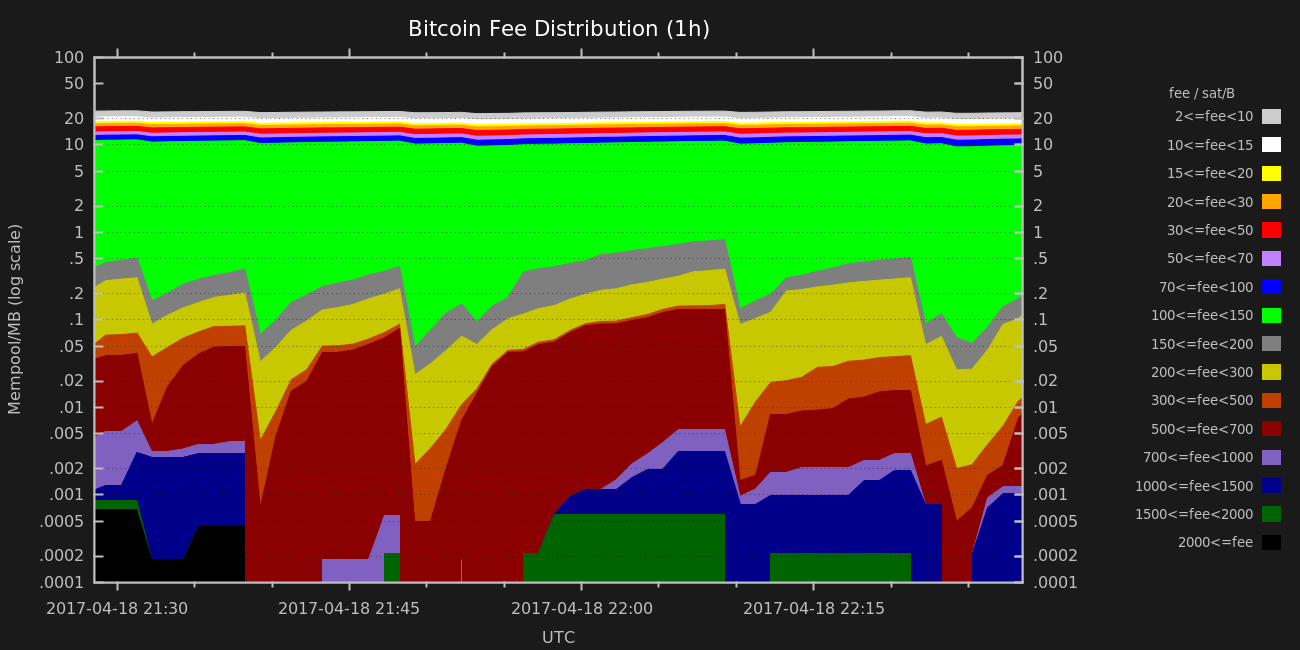 Bitcoin Fee Distribution (1h)
Mempool/MB (log scale)
100
50
20
10
5
2
1
.5
.2
.1
.05
.02
.01
.005
.002
.001
.0005
.0002
.0001
100
50
20
10
5
2
1
.5
.2
.1
.05
.02
.01
.005
.002
.001
.0005
.0002
.0001
2017-04-18 21:30 2017-04-18 21:45 2017-04-18 22:00 2017-04-18 22:15
UTC
fee / sat/B
2<=fee<10
10<=fee<15
15<=fee<20
20<=fee<30
30<=fee<50
50<=fee<70
70<=fee<100
100<=fee<150
150<=fee<200
200<=fee<300
300<=fee<500
500<=fee<700
700<=fee<1000
1000<=fee<1500
1500<=fee<2000
2000<=fee